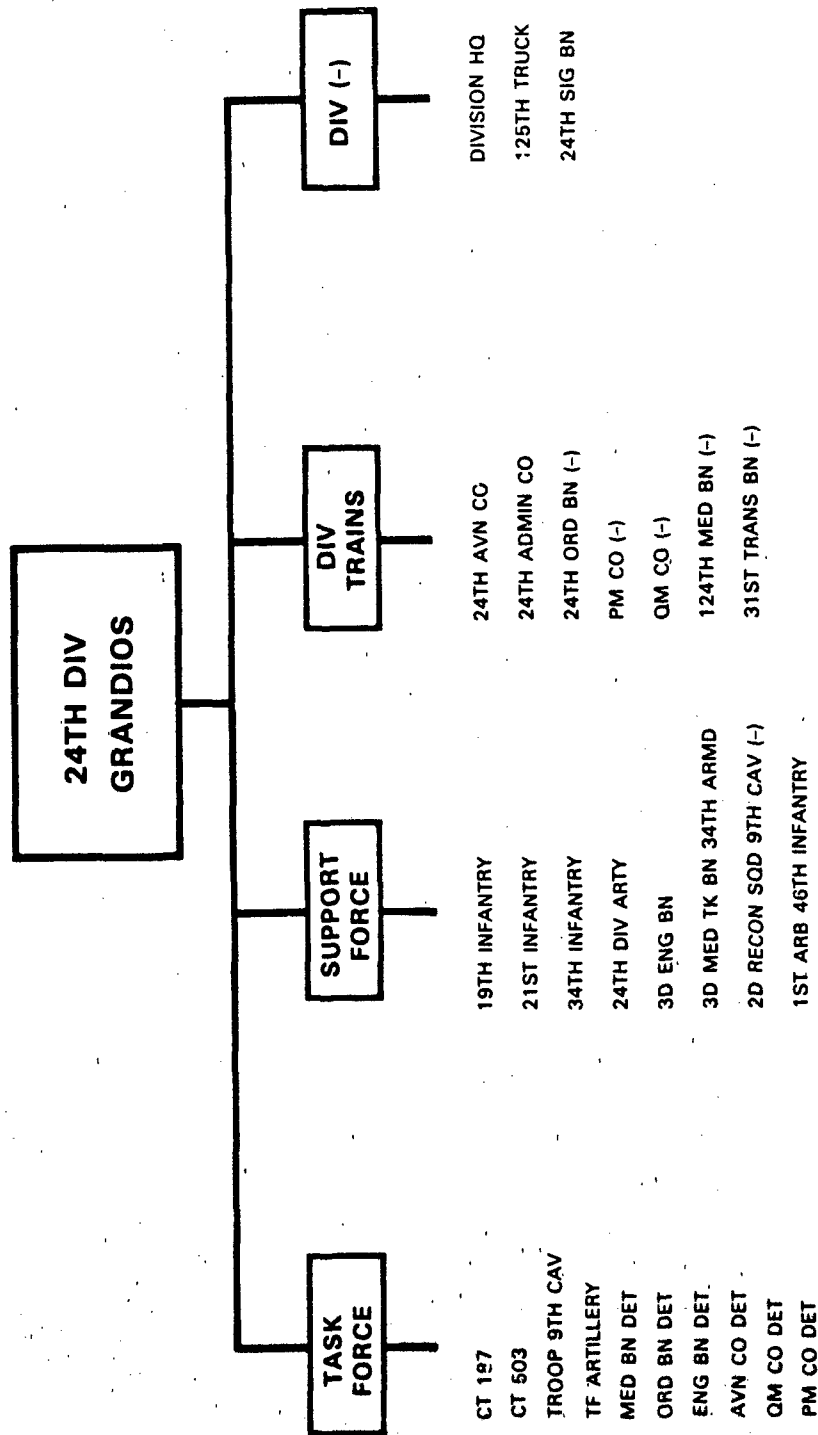 24TH DIV
GRANDIOS
TASK
FORCE
CT 187
CT 503
TROOP 9TH CAV
TF ARTILLERY
MED BN DET
ORD BN DET
ENG BN DET.
AVN CO DET
QM CO DET
PM CO DET
SUPPORT
FORCE
19TH INFANTRY
21ST INFANTRY
34TH INFANTRY
24TH DIV ARTY
3D ENG BN
3D MED TK BN 34TH ARMD
2D RECON SQD 9TH CAV (-)
1ST ARB 46TH INFANTRY
DIV
TRAINS
24TH AVN CO
24TH ADMIN CO
24TH ORD BN (-)
PM CO (-)
QM CO (-)
124TH MED BN (-)
31ST TRANS BN (-)
DIV (-)
DIVISION HQ
125TH TRUCK
24TH SIG BN